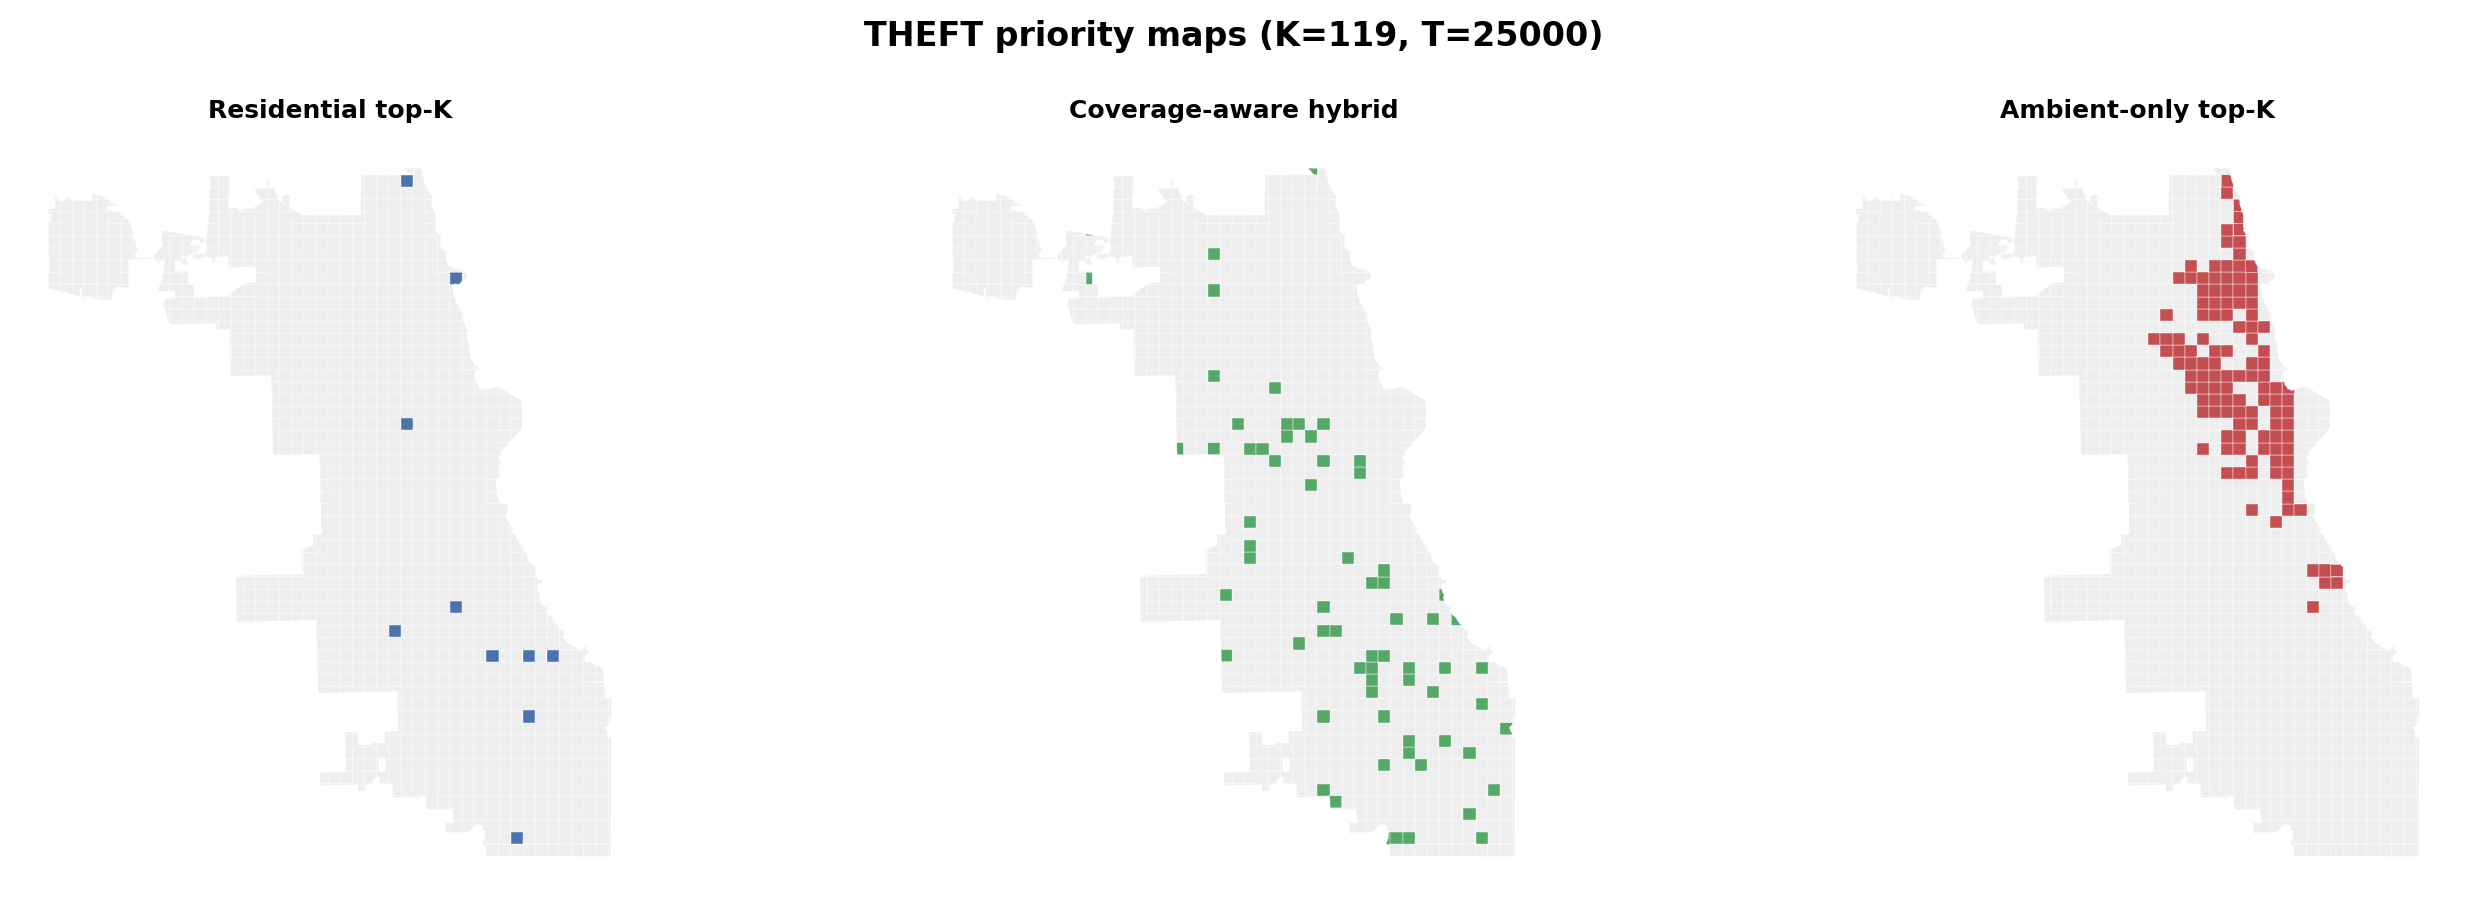 THEFT priority maps (K=119, T=25000)
Residential top-K
Coverage-aware hybrid
Ambient-only top-K